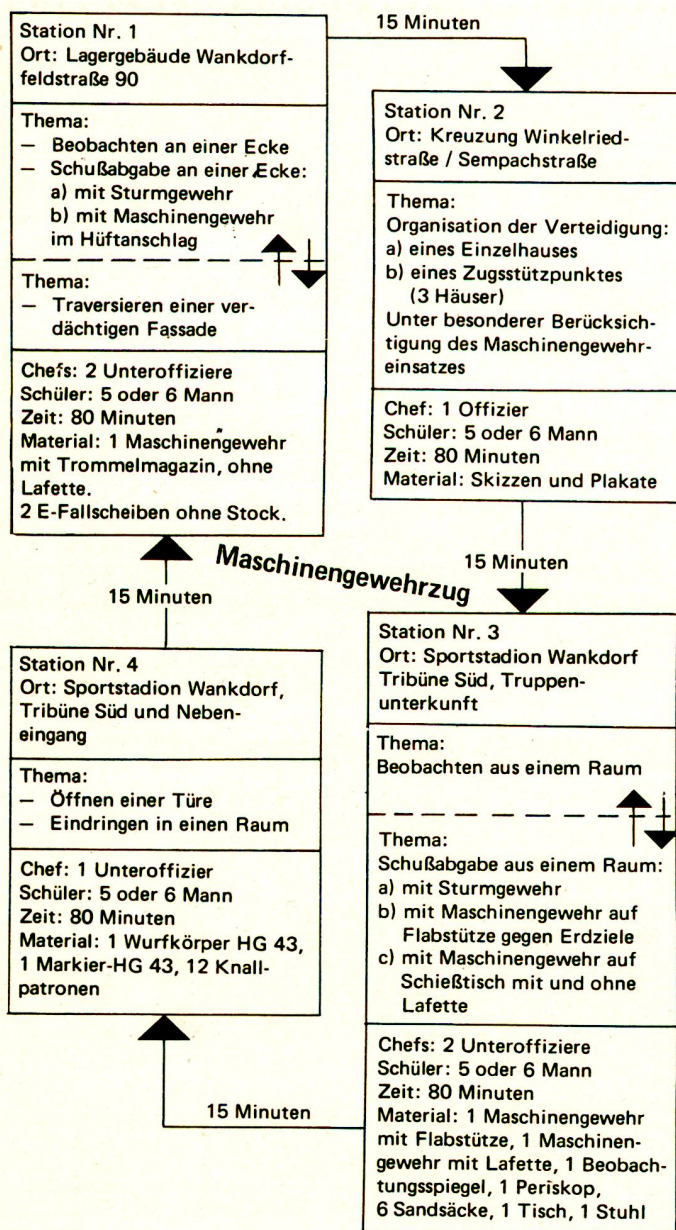 Station Nr. 1
Ort: Lagergebäude Wankdorf-
feldstraße 90
Thema:
– Beobachten an einer Ecke
– Schußabgabe an einer Ecke:
a) mit Sturmgewehr
b) mit Maschinengewehr
im Hüftanschlag
Thema:
– Traversieren einer ver-
dächtigen Fassade
Chefs: 2 Unteroffiziere
Schüler: 5 oder 6 Mann
Zeit: 80 Minuten
Material: 1 Maschinengewehr
mit Trommelmagazin, ohne
Lafette.
2 E-Fallscheiben ohne Stock.
15 Minuten
Station Nr. 2
Ort: Kreuzung Winkelried-
straße / Sempachstraße
Thema:
Organisation der Verteidigung:
a) eines Einzelhauses
b) eines Zugsstützpunktes
(3 Häuser)
Unter besonderer Berücksich-
tigung des Maschinengewehr-
einsatzes
Chef: 1 Offizier
Schüler: 5 oder 6 Mann
Zeit: 80 Minuten
Material: Skizzen und Plakate
Maschinengewehrzug
15 Minuten
Station Nr. 3
Ort: Sportstadion Wankdorf
Tribüne Süd, Truppen-
unterkunft
Thema:
Beobachten aus einem Raum
Thema:
Schußabgabe aus einem Raum:
a) mit Sturmgewehr
b) mit Maschinengewehr auf
Flabstütze gegen Erdziele
c) mit Maschinengewehr auf
Schießtisch mit und ohne
Lafette
Chefs: 2 Unteroffiziere
Schüler: 5 oder 6 Mann
Zeit: 80 Minuten
Material: 1 Maschinengewehr
mit Flabstütze, 1 Maschinen-
gewehr mit Lafette, 1 Beobach-
tungsspiegel, 1 Periskop,
6 Sandsäcke, 1 Tisch, 1 Stuhl
15 Minuten
Station Nr. 4
Ort: Sportstadion Wankdorf,
Tribüne Süd und Neben-
eingang
Thema:
– Öffnen einer Türe
– Eindringen in einen Raum
Chef: 1 Unteroffizier
Schüler: 5 oder 6 Mann
Zeit: 80 Minuten
Material: 1 Wurfkörper HG 43,
1 Markier-HG 43, 12 Knall-
patronen
15 Minuten